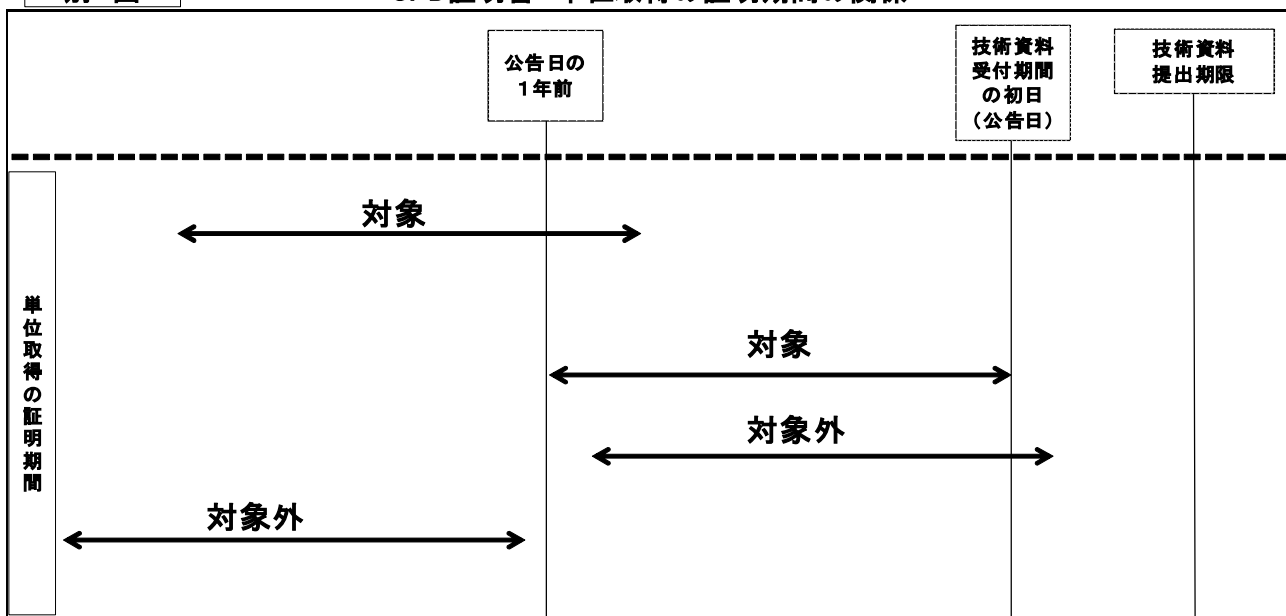 公告日の
1年前
技術資料
受付期間
の初日
（公告日）
技術資料
提出期限
単位取得の証明期間
対象
対象
対象外
対象外